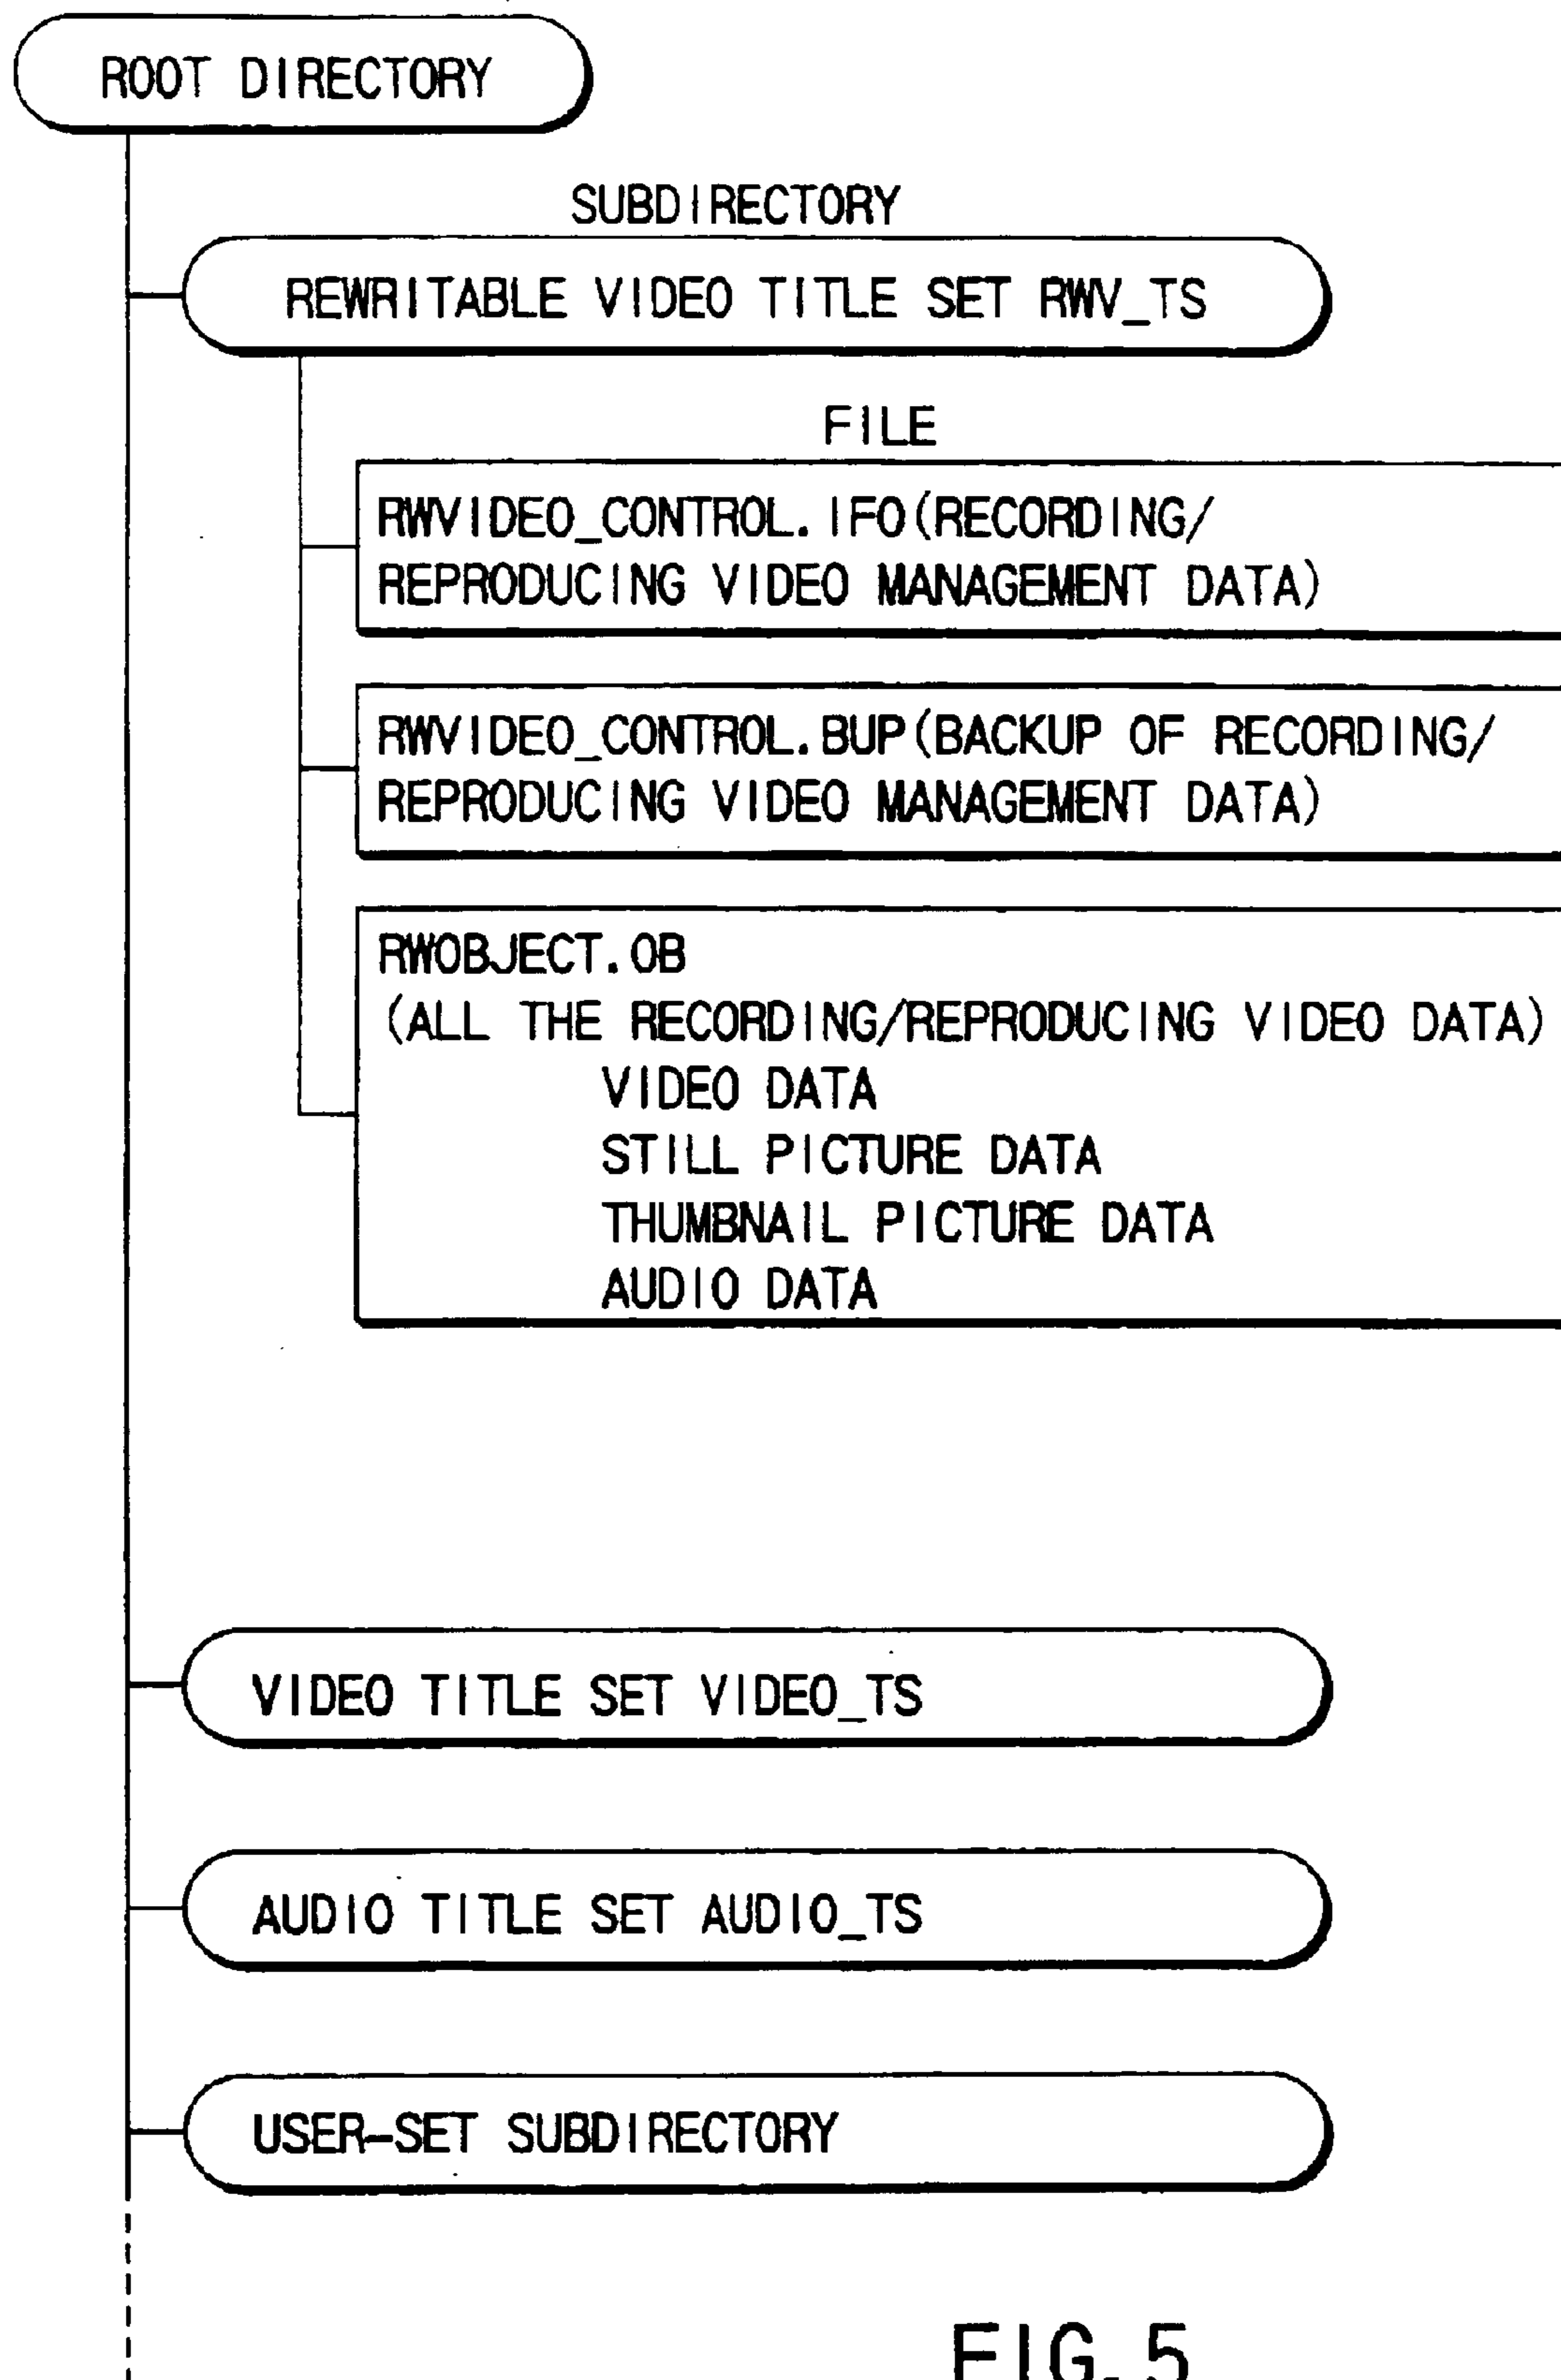 ROOT DIRECTORY
SUBDIRECTORY
REWRITABLE VIDEO TITLE SET RWV_TS
FILE
RWVIDEO_CONTROL.IFO(RECORDING/
REPRODUCING VIDEO MANAGEMENT DATA)
RWVIDEO_CONTROL.BUP(BACKUP OF RECORDING/
REPRODUCING VIDEO MANAGEMENT DATA)
RWOBJECT.OB
(ALL THE RECORDING/REPRODUCING VIDEO DATA)
VIDEO DATA
STILL PICTURE DATA
THUMBNAIL PICTURE DATA
AUDIO DATA
VIDEO TITLE SET VIDEO_TS
AUDIO TITLE SET AUDIO_TS
USER-SET SUBDIRECTORY
FIG.5